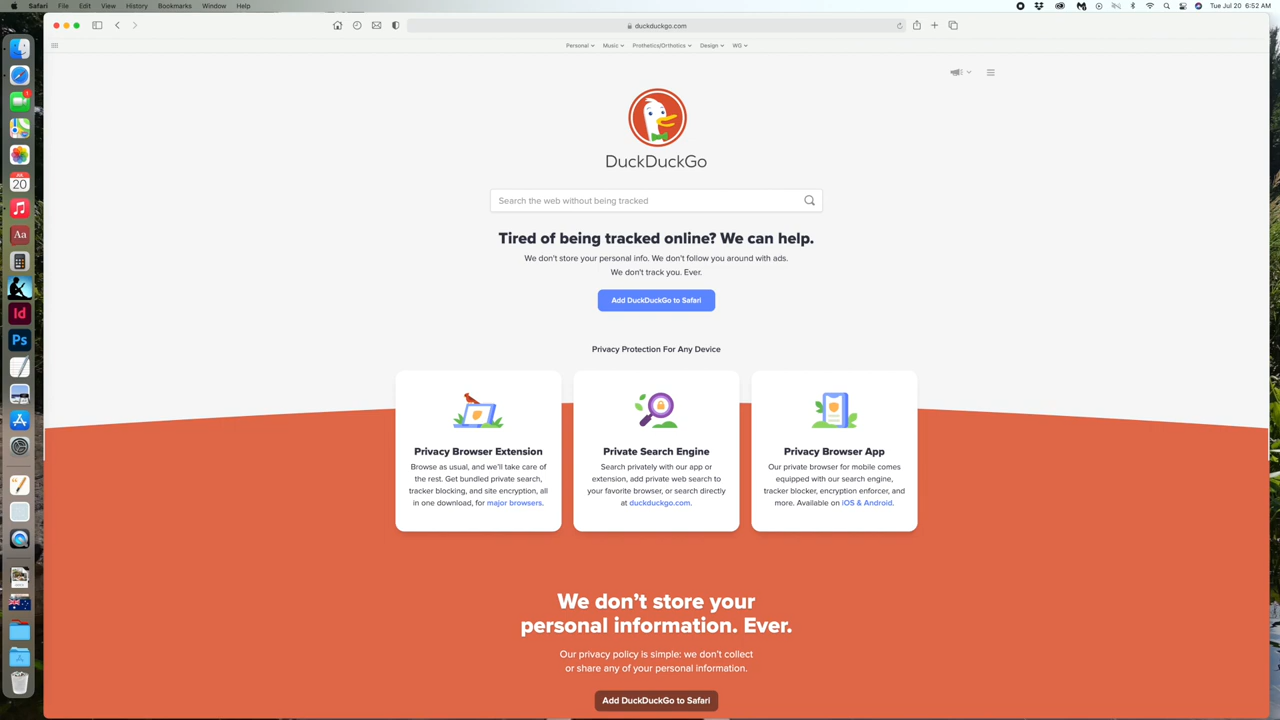 Safari File Edit View History Bookmarks Window Help
Tue Jul 20 6:52 AM
duckduckgo.com
Personal Music Prothetics/Orthotics Design WG
DuckDuckGo
Search the web without being tracked
Tired of being tracked online? We can help.
We don't store your personal info. We don't follow you around with ads.
We don't track you. Ever.
Add DuckDuckGo to Safari
Privacy Protection For Any Device
Privacy Browser Extension
Browse as usual, and we'll take care of
the rest. Get bundled private search,
tracker blocking, and site encryption, all
in one download, for major browsers.
Private Search Engine
Search privately with our app or
extension, add private web search to
your favorite browser, or search directly
at duckduckgo.com.
Privacy Browser App
Our private browser for mobile comes
equipped with our search engine,
tracker blocker, encryption enforcer, and
more. Available on iOS & Android.
We don't store your
personal information. Ever.
Our privacy policy is simple: we don't collect
or share any of your personal information.
Add DuckDuckGo to Safari
1
20
Aa
Id
Ps